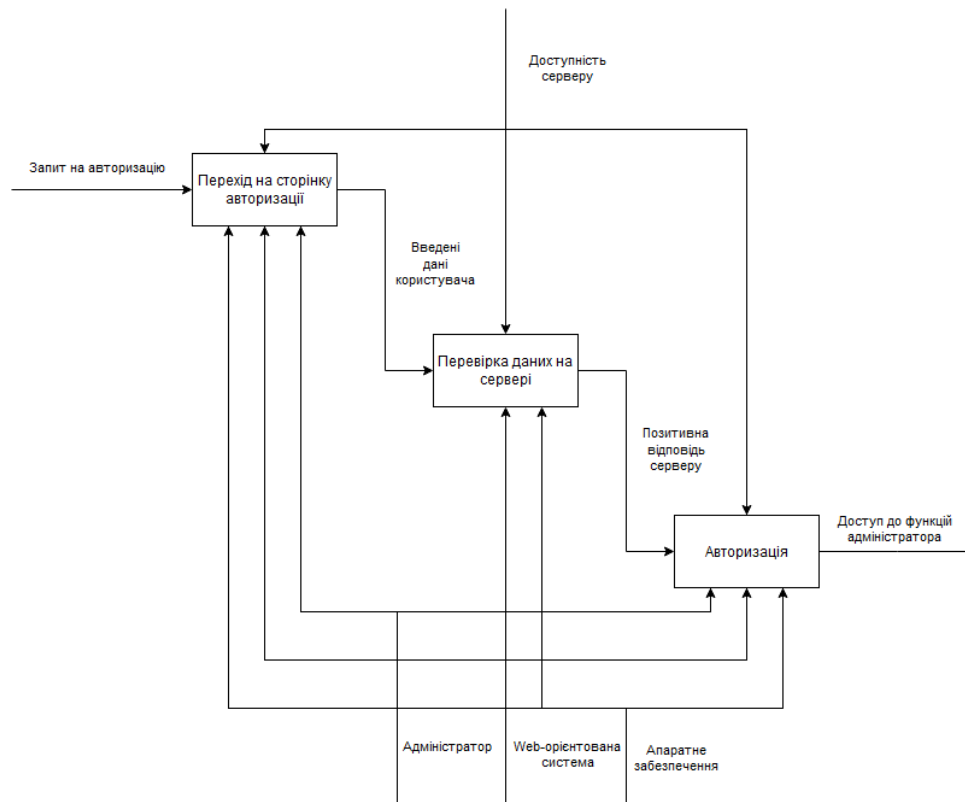 Доступність
серверу
Запит на авторизацію
Перехід на сторінку
авторизації
Введені
дані
користувача
Перевірка даних на
сервері
Позитивна
відповідь
серверу
Авторизація
Доступ до функцій
адміністратора
Адміністратор
Web-орієнтована
система
Апаратне
забезпечення